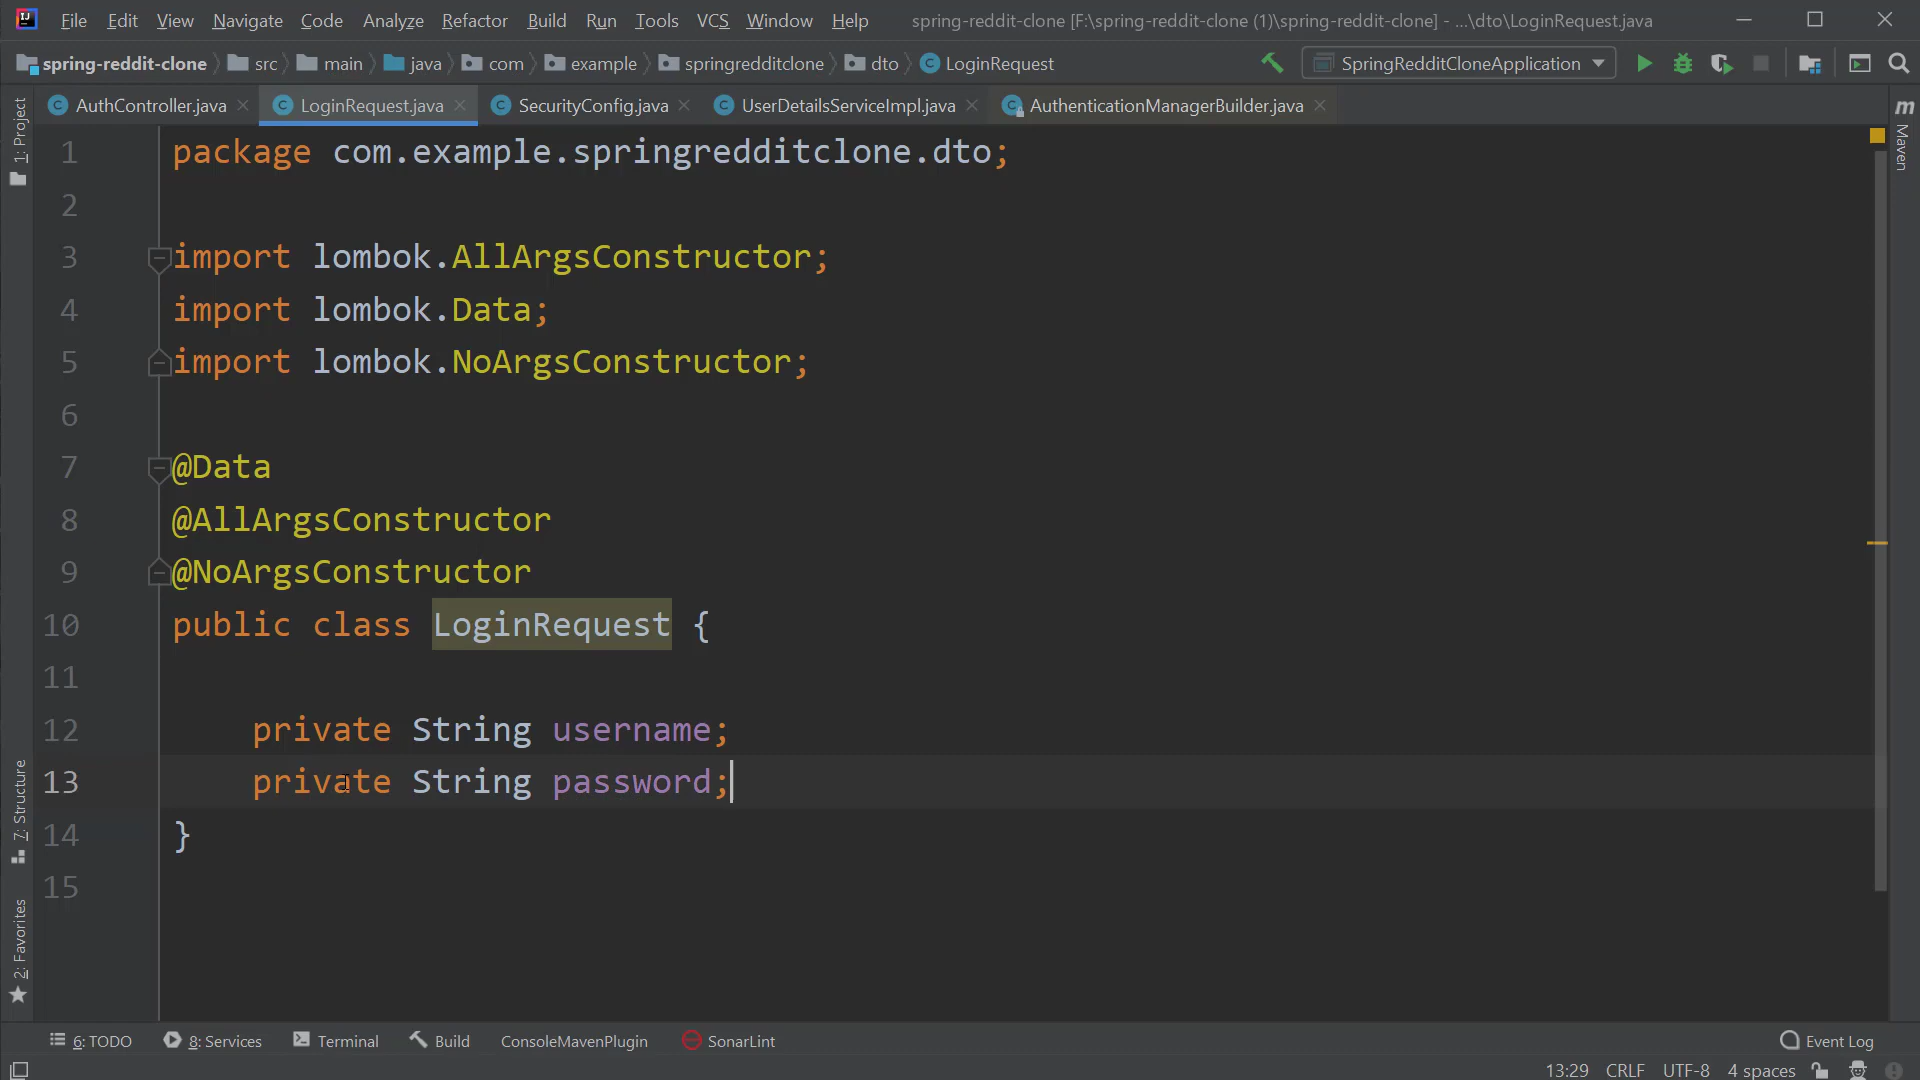 File Edit View Navigate Code Analyze Refactor Build Run Tools VCS Window Help spring-reddit-clone [F:\spring-reddit-clone (1)\spring-reddit-clone] - ...\dto\LoginRequest.java
spring-reddit-clone src main java com example springredditclone dto LoginRequest SpringRedditCloneApplication
AuthController.java LoginRequest.java SecurityConfig.java UserDetailsServiceImpl.java AuthenticationManagerBuilder.java
1: Project
Maven
1 package com.example.springredditclone.dto;
2
3 import lombok.AllArgsConstructor;
4 import lombok.Data;
5 import lombok.NoArgsConstructor;
6
7 @Data
8 @AllArgsConstructor
9 @NoArgsConstructor
10 public class LoginRequest {
11
12 private String username;
13 private String password;
14 }
15
7: Structure
2: Favorites
6: TODO 8: Services Terminal Build ConsoleMavenPlugin SonarLint Event Log
13:29 CRLF UTF-8 4 spaces